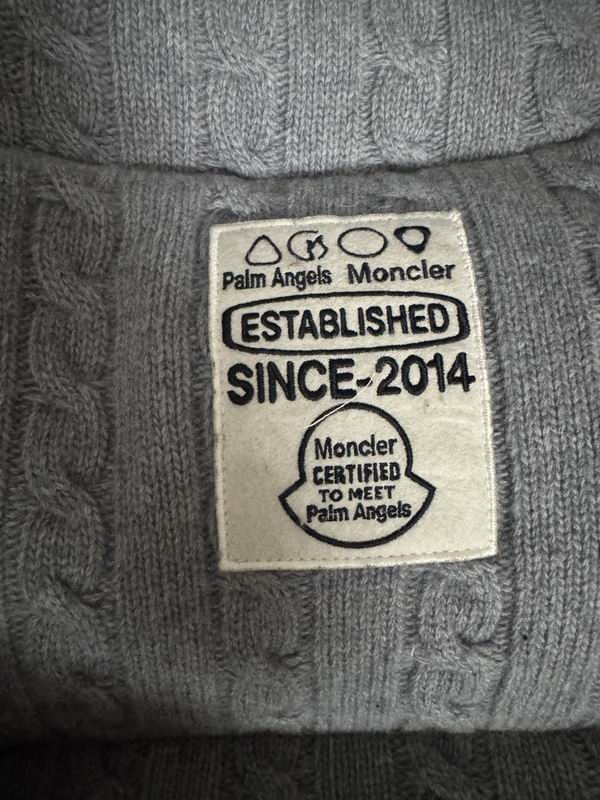 Palm Angels Moncler
ESTABLISHED
SINCE-2014
Moncler
CERTIFIED
TO MEET
Palm Angels